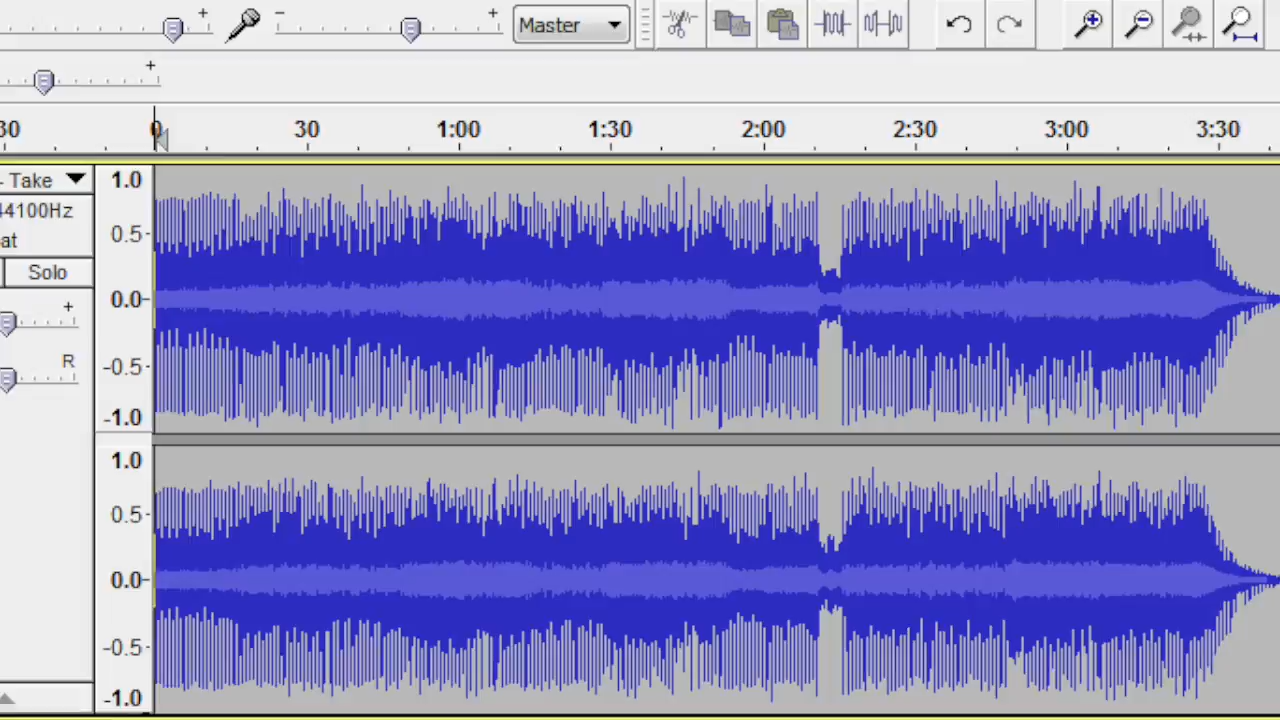 + - + Master
+
30 0 30 1:00 1:30 2:00 2:30 3:00 3:30
- Take 1.0
44100Hz
0.5-
at
Solo
0.0-
+
R
-0.5-
-1.0
1.0
0.5-
0.0-
-0.5-
-1.0